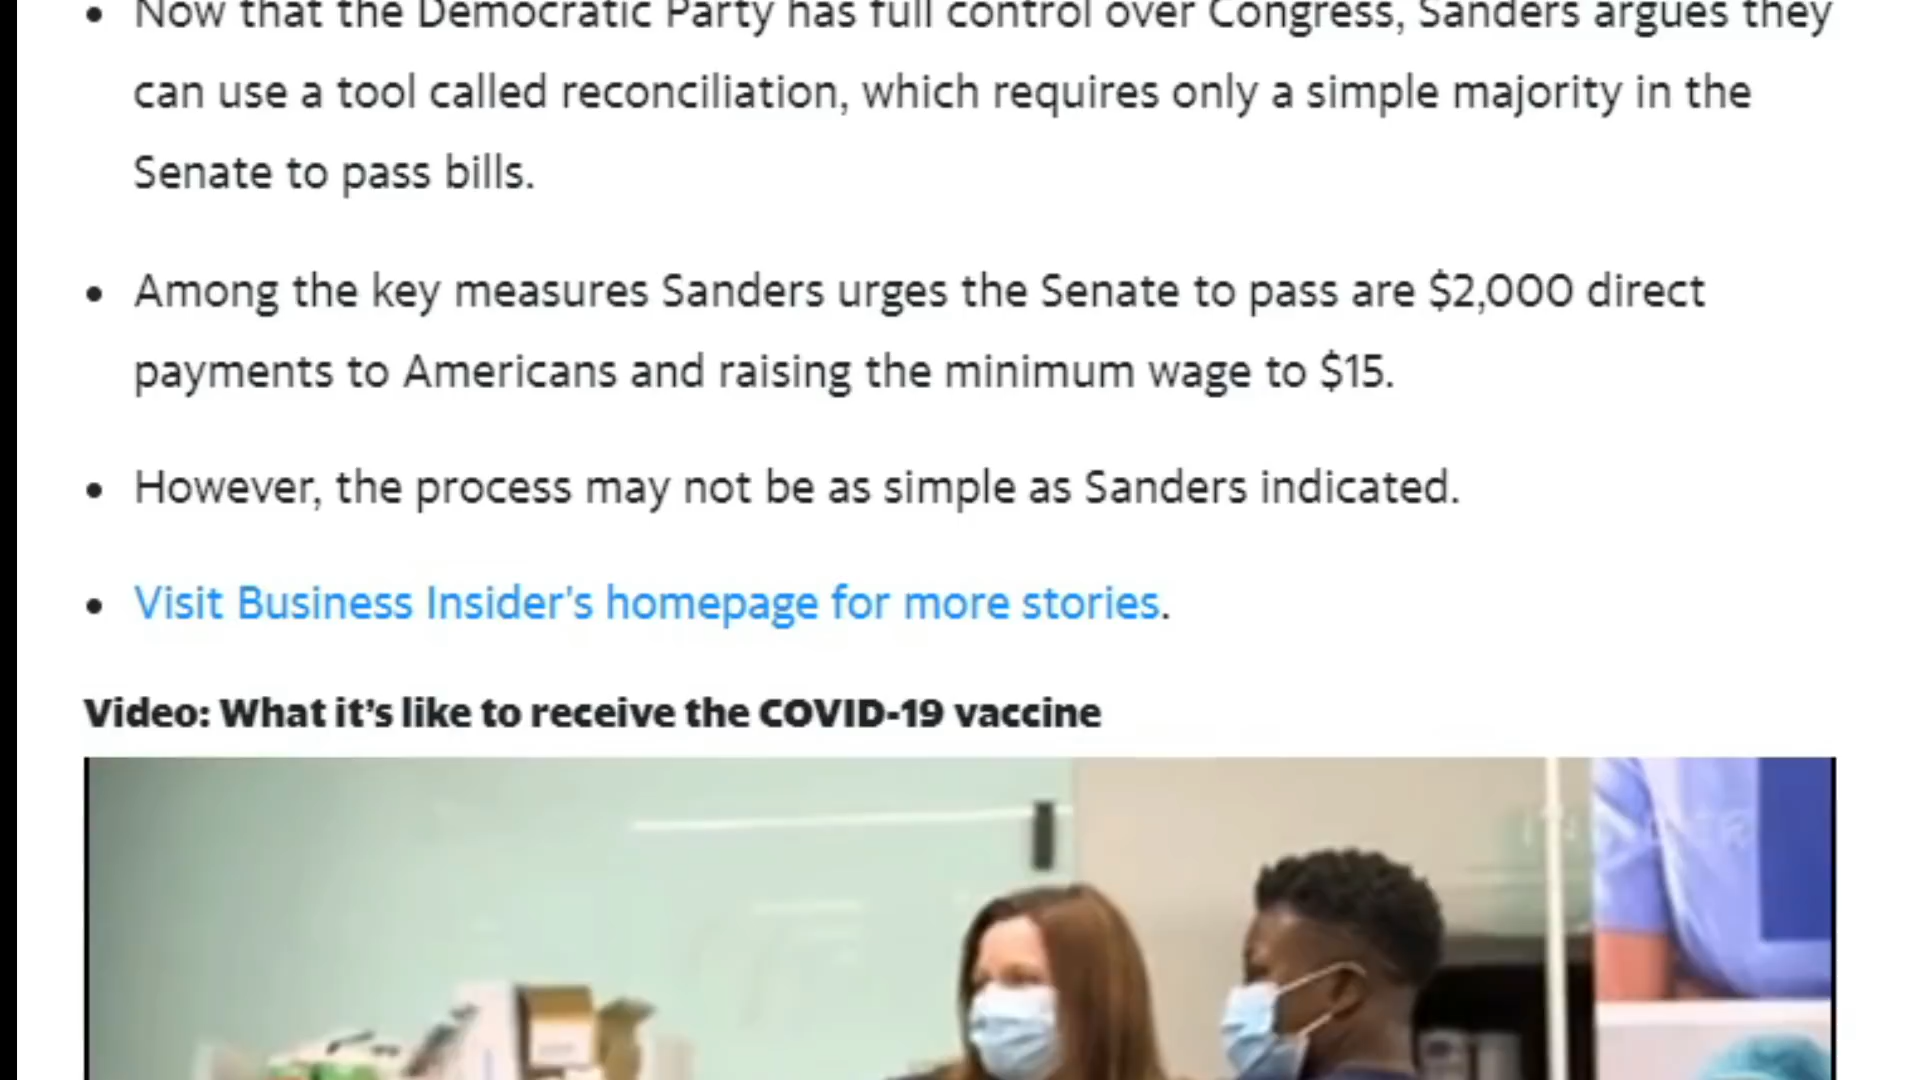 • Now that the Democratic Party has full control over Congress, Sanders argues they
can use a tool called reconciliation, which requires only a simple majority in the
Senate to pass bills.
• Among the key measures Sanders urges the Senate to pass are $2,000 direct
payments to Americans and raising the minimum wage to $15.
• However, the process may not be as simple as Sanders indicated.
• Visit Business Insider's homepage for more stories.
Video: What it's like to receive the COVID-19 vaccine